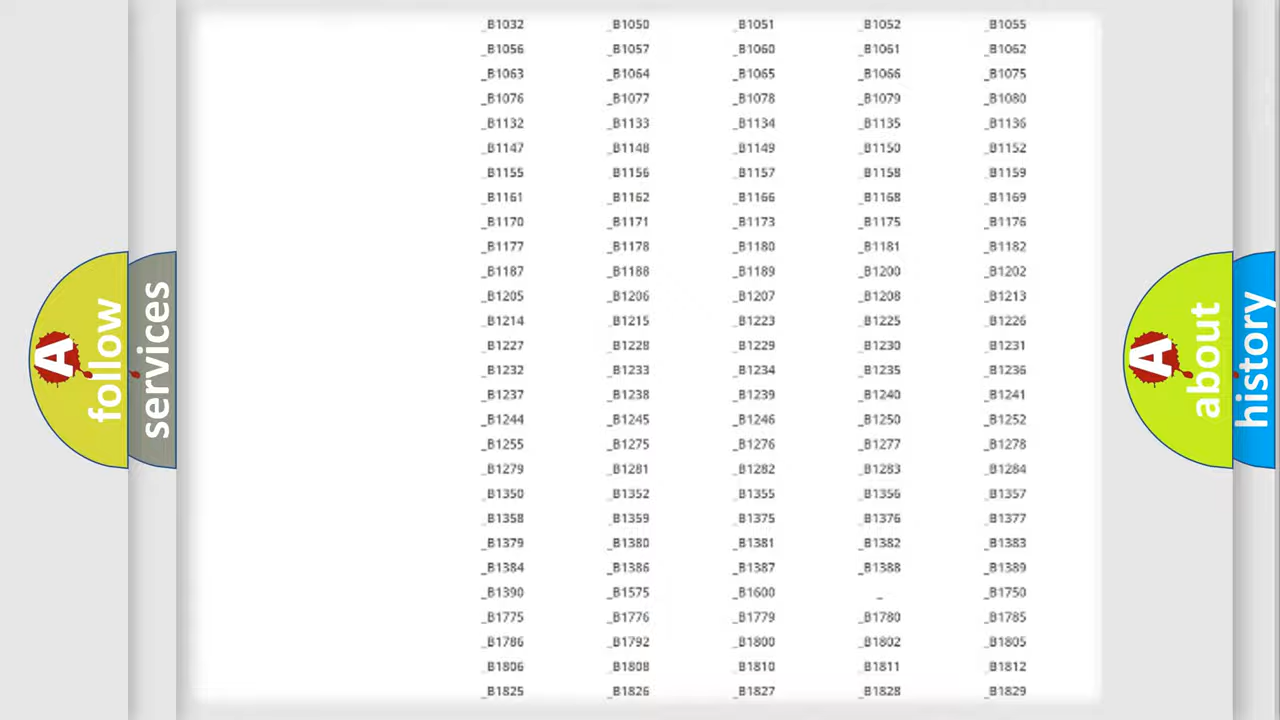 _B1032 _B1050 _B1051 _B1052 _B1055
_B1056 _B1057 _B1060 _B1061 _B1062
_B1063 _B1064 _B1065 _B1066 _B1075
_B1076 _B1077 _B1078 _B1079 _B1080
_B1132 _B1133 _B1134 _B1135 _B1136
_B1147 _B1148 _B1149 _B1150 _B1152
_B1155 _B1156 _B1157 _B1158 _B1159
_B1161 _B1162 _B1166 _B1168 _B1169
_B1170 _B1171 _B1173 _B1175 _B1176
_B1177 _B1178 _B1180 _B1181 _B1182
_B1187 _B1188 _B1189 _B1200 _B1202
_B1205 _B1206 _B1207 _B1208 _B1213
_B1214 _B1215 _B1223 _B1225 _B1226
_B1227 _B1228 _B1229 _B1230 _B1231
_B1232 _B1233 _B1234 _B1235 _B1236
_B1237 _B1238 _B1239 _B1240 _B1241
_B1244 _B1245 _B1246 _B1250 _B1252
_B1255 _B1275 _B1276 _B1277 _B1278
_B1279 _B1281 _B1282 _B1283 _B1284
_B1350 _B1352 _B1355 _B1356 _B1357
_B1358 _B1359 _B1375 _B1376 _B1377
_B1379 _B1380 _B1381 _B1382 _B1383
_B1384 _B1386 _B1387 _B1388 _B1389
_B1390 _B1575 _B1600 _ _B1750
_B1775 _B1776 _B1779 _B1780 _B1785
_B1786 _B1792 _B1800 _B1802 _B1805
_B1806 _B1808 _B1810 _B1811 _B1812
_B1825 _B1826 _B1827 _B1828 _B1829
A
follow
services
A
about
history